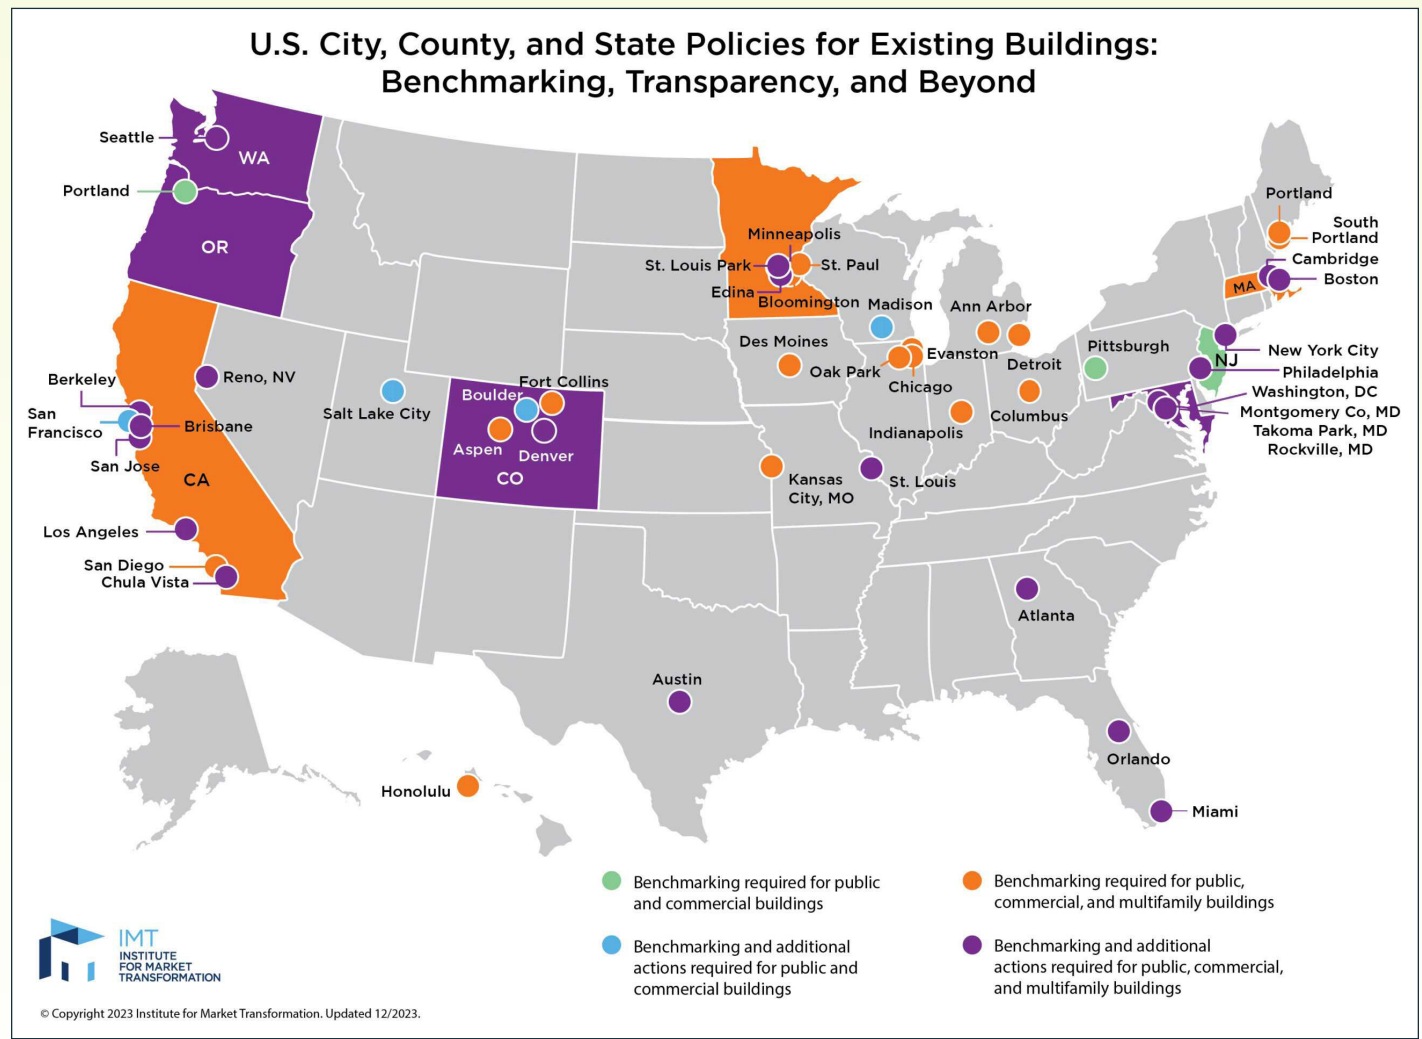 U.S. City, County, and State Policies for Existing Buildings:
Benchmarking, Transparency, and Beyond
Seattle
WA
Portland
OR
Minneapolis
St. Louis Park
St. Paul
Edina
Bloomington
Madison
Ann Arbor
Portland
South
Portland
Cambridge
MA
Boston
Des Moines
Oak Park
Evanston
Chicago
Detroit
Pittsburgh
NJ
New York City
Philadelphia
Washington, DC
Montgomery Co, MD
Takoma Park, MD
Rockville, MD
Berkeley
Reno, NV
San
Francisco
Brisbane
San Jose
CA
Salt Lake City
Fort Collins
Boulder
Aspen
Denver
CO
Columbus
Indianapolis
Kansas
City, MO
St. Louis
Los Angeles
San Diego
Chula Vista
Atlanta
Austin
Orlando
Honolulu
Miami
Benchmarking required for public
and commercial buildings
Benchmarking required for public,
commercial, and multifamily buildings
Benchmarking and additional
actions required for public and
commercial buildings
Benchmarking and additional
actions required for public, commercial,
and multifamily buildings
IMT
INSTITUTE
FOR MARKET
TRANSFORMATION
© Copyright 2023 Institute for Market Transformation. Updated 12/2023.